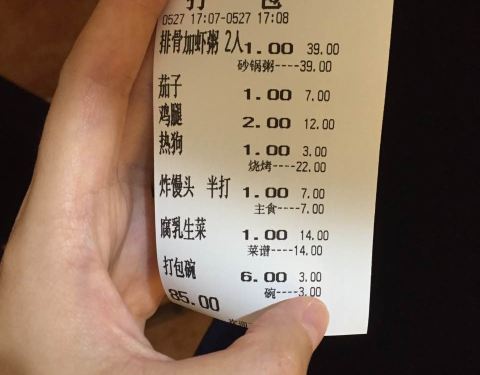 打 包
0527 17:07-0527 17:08
排骨加虾粥 2人 1.00 39.00
砂锅粥----39.00
茄子 1.00 7.00
鸡腿 2.00 12.00
热狗 1.00 3.00
烧烤----22.00
炸馒头 半打 1.00 7.00
主食----7.00
腐乳生菜 1.00 14.00
菜谱----14.00
打包碗 6.00 3.00
碗----3.00
85.00